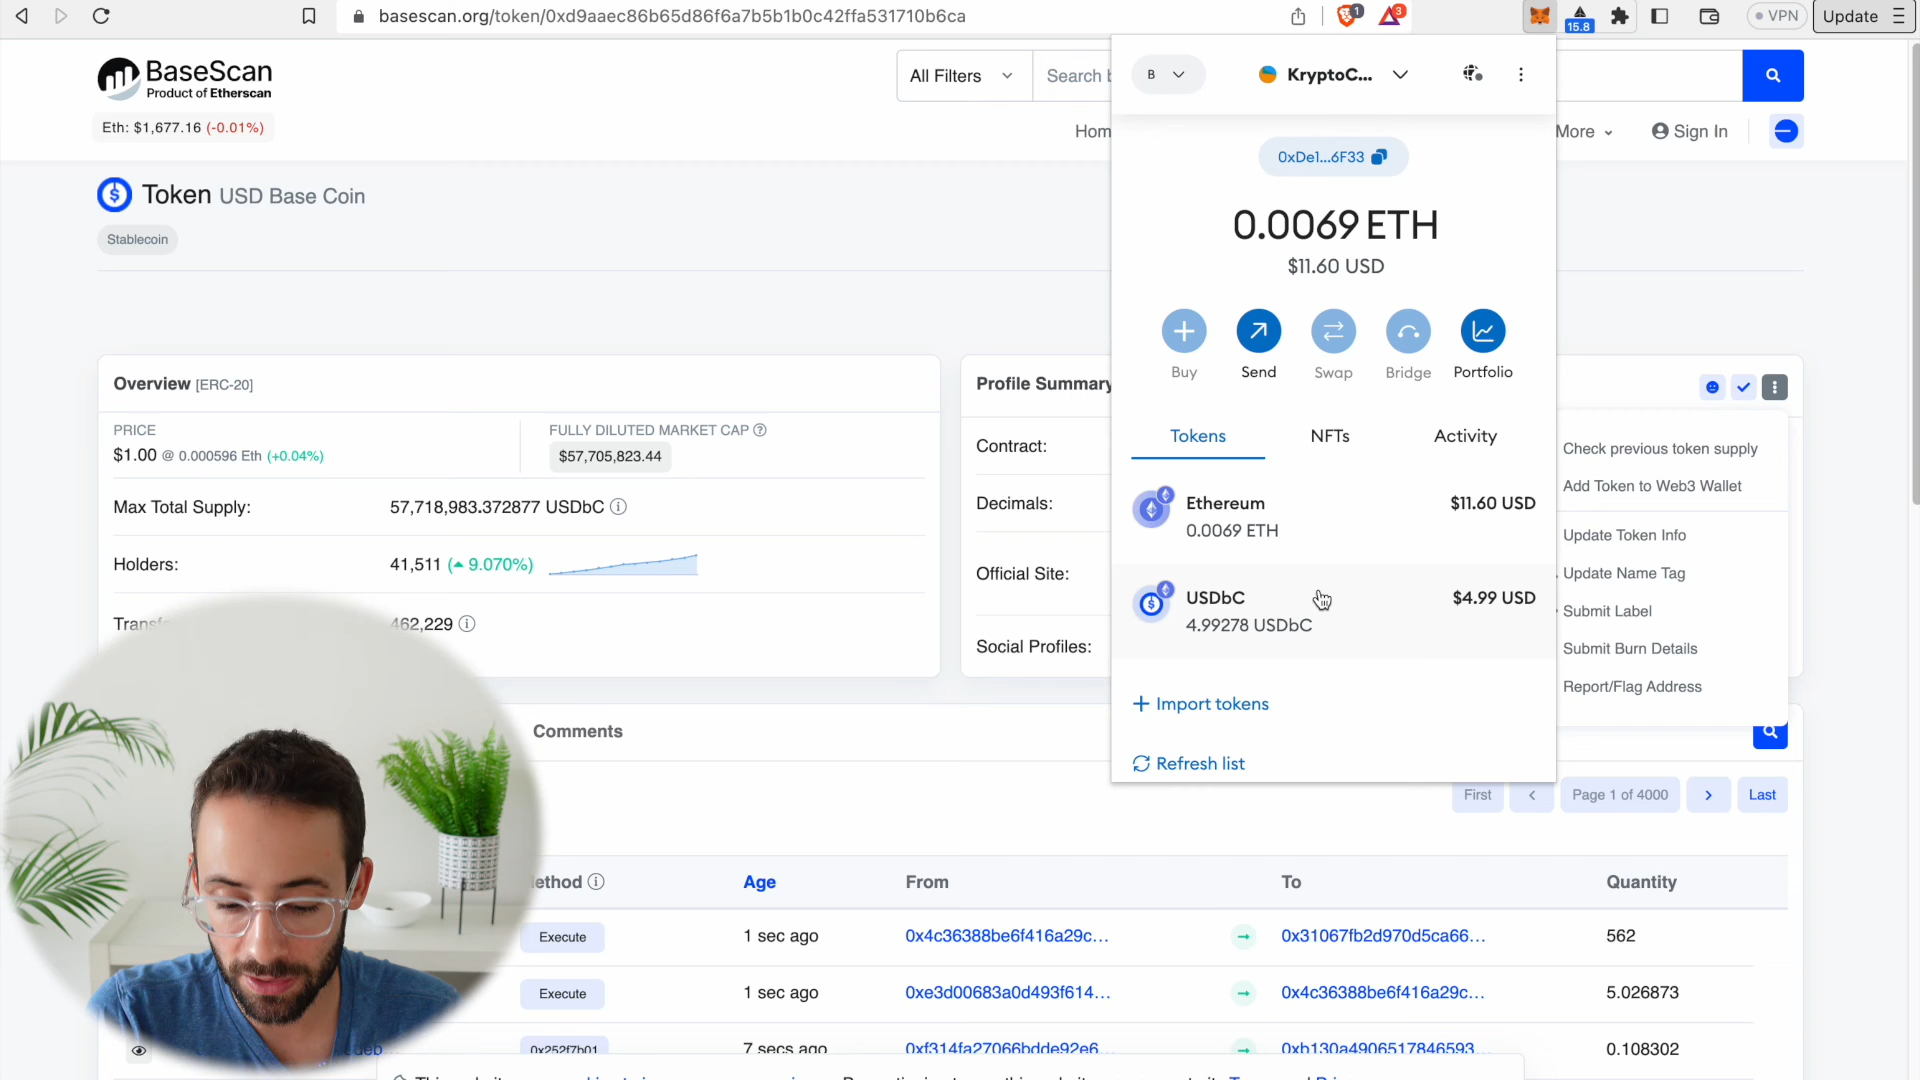 basescan.org/token/0xd9aaec86b65d86f6a7b5b1b0c42ffa531710b6ca
1
3
15.8
VPN
Update
BaseScan
Product of Etherscan
Eth: $1,677.16 (-0.01%)
All Filters
Search b
Hom
More
Sign In
B
KryptoC...
0xDe1...6F33
0.0069 ETH
$11.60 USD
Buy
Send
Swap
Bridge
Portfolio
Tokens
NFTs
Activity
Ethereum
$11.60 USD
0.0069 ETH
USDbC
$4.99 USD
4.99278 USDbC
+ Import tokens
Refresh list
Token USD Base Coin
Stablecoin
Overview [ERC-20]
PRICE
$1.00 @ 0.000596 Eth (+0.04%)
FULLY DILUTED MARKET CAP
$57,705,823.44
Max Total Supply:
57,718,983.372877 USDbC
Holders:
41,511 (9.070%)
Transf
462,229
Profile Summary
Contract:
Decimals:
Official Site:
Social Profiles:
Check previous token supply
Add Token to Web3 Wallet
Update Token Info
Update Name Tag
Submit Label
Submit Burn Details
Report/Flag Address
Comments
First
Page 1 of 4000
Last
ethod
Age
From
To
Quantity
Execute
1 sec ago
0x4c36388be6f416a29c...
0x31067fb2d970d5ca66...
562
Execute
1 sec ago
0xe3d00683a0d493f614...
0x4c36388be6f416a29c...
5.026873
0x252f7b01
7 secs ago
0xf314fa27066bdde92e6...
0xb130a4906517846593...
0.108302